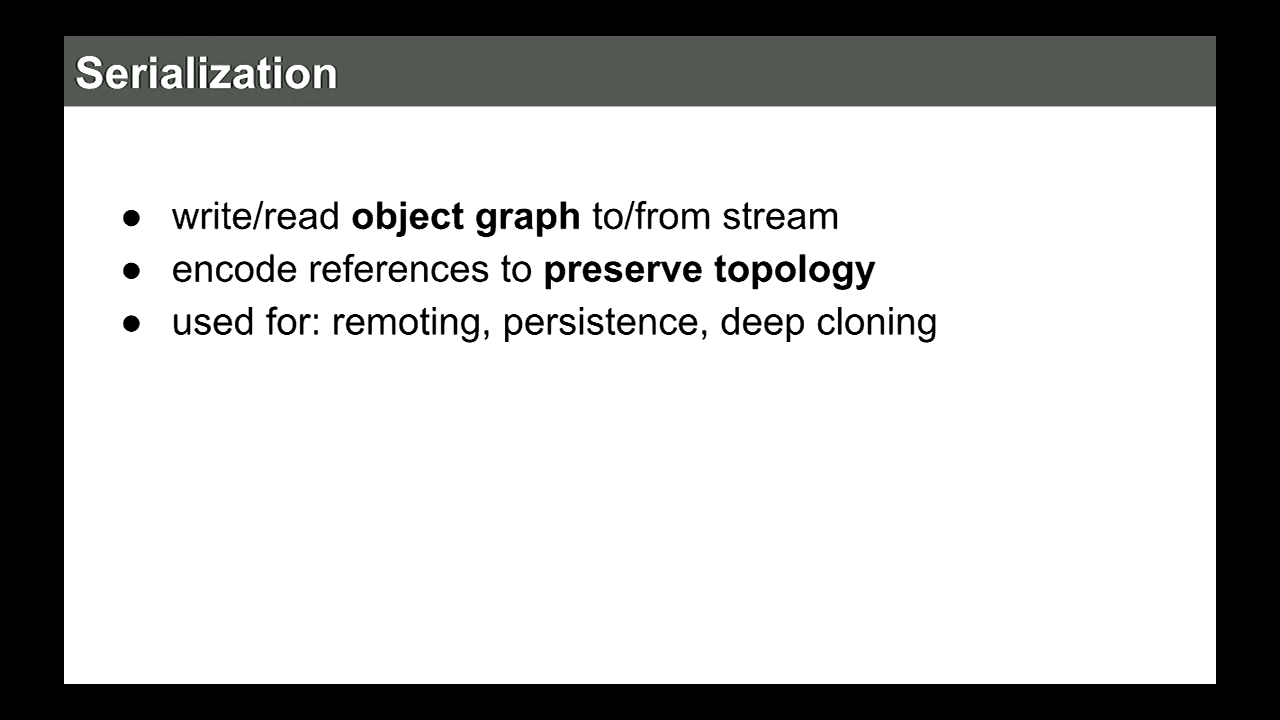 Serialization
● write/read object graph to/from stream
● encode references to preserve topology
● used for: remoting, persistence, deep cloning